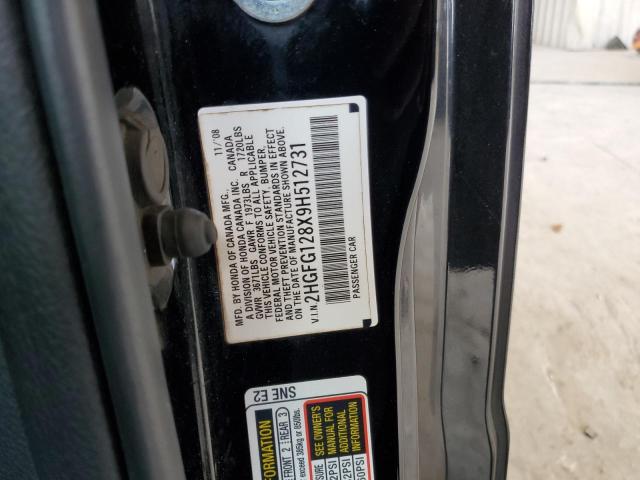 MFD. BY HONDA OF CANADA MFG., 11/'08
A DIVISION OF HONDA CANADA INC. CANADA
GVWR 3671LBS GAWR F 1973LBS R 1720LBS
THIS VEHICLE CONFORMS TO ALL APPLICABLE
FEDERAL MOTOR VEHICLE SAFETY, BUMPER,
AND THEFT PREVENTION STANDARDS IN EFFECT
ON THE DATE OF MANUFACTURE SHOWN ABOVE.
V.I.N. 2HGFG128X9H512731
PASSENGER CAR
SNE E2
FORMATION
FRONT 2 REAR 3
exceed 385kg or 850lbs.
SEE OWNER'S
MANUAL FOR
ADDITIONAL
INFORMATION